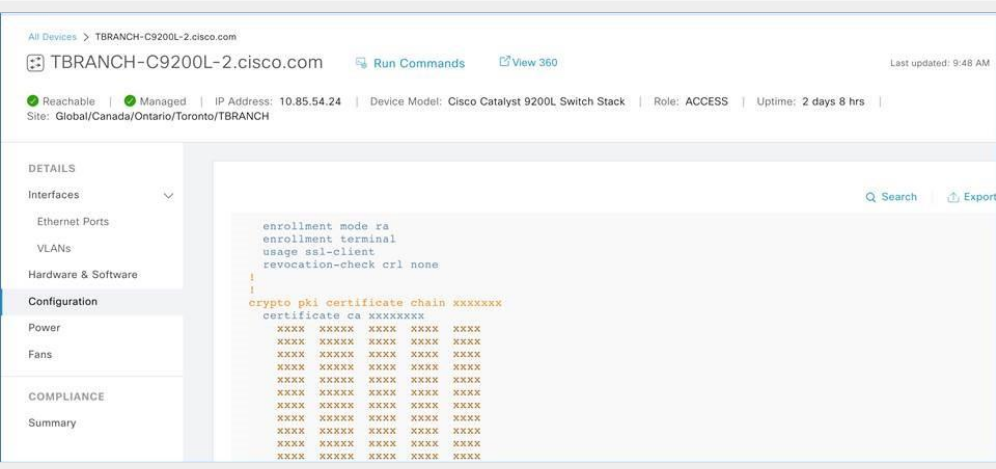 All Devices > TBRANCH-C9200L-2.cisco.com
TBRANCH-C9200L-2.cisco.com Run Commands View 360 Last updated: 9:48 AM
Reachable | Managed | IP Address: 10.85.54.24 | Device Model: Cisco Catalyst 9200L Switch Stack | Role: ACCESS | Uptime: 2 days 8 hrs |
Site: Global/Canada/Ontario/Toronto/TBRANCH
DETAILS
Interfaces
Ethernet Ports
VLANs
Hardware & Software
Configuration
Power
Fans
COMPLIANCE
Summary
Search Export
enrollment mode ra
enrollment terminal
usage ssl-client
revocation-check crl none
!
!
crypto pki certificate chain xxxxxxx
certificate ca xxxxxxxx
xxxx xxxxx xxxx xxxx xxxx
xxxx xxxxx xxxx xxxx xxxx
xxxx xxxxx xxxx xxxx xxxx
xxxx xxxxx xxxx xxxx xxxx
xxxx xxxxx xxxx xxxx xxxx
xxxx xxxxx xxxx xxxx xxxx
xxxx xxxxx xxxx xxxx xxxx
xxxx xxxxx xxxx xxxx xxxx
xxxx xxxxx xxxx xxxx xxxx
xxxx xxxxx xxxx xxxx xxxx
xxxx xxxxx xxxx xxxx xxxx